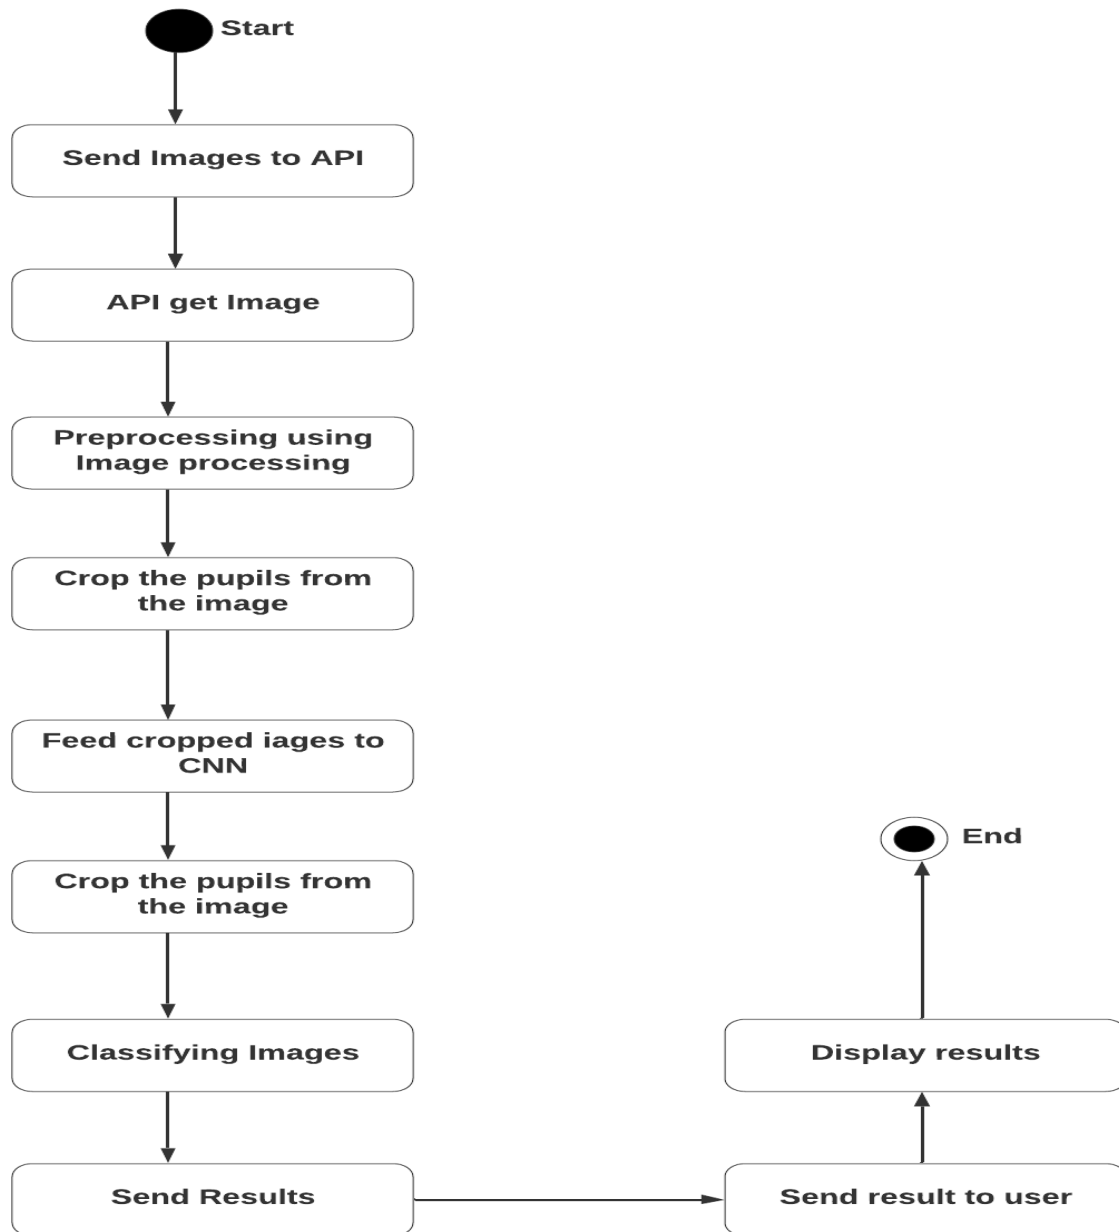 Start
Send Images to API
API get Image
Preprocessing using
Image processing
Crop the pupils from
the image
Feed cropped iages to
CNN
Crop the pupils from
the image
Classifying Images
Send Results
Send result to user
Display results
End